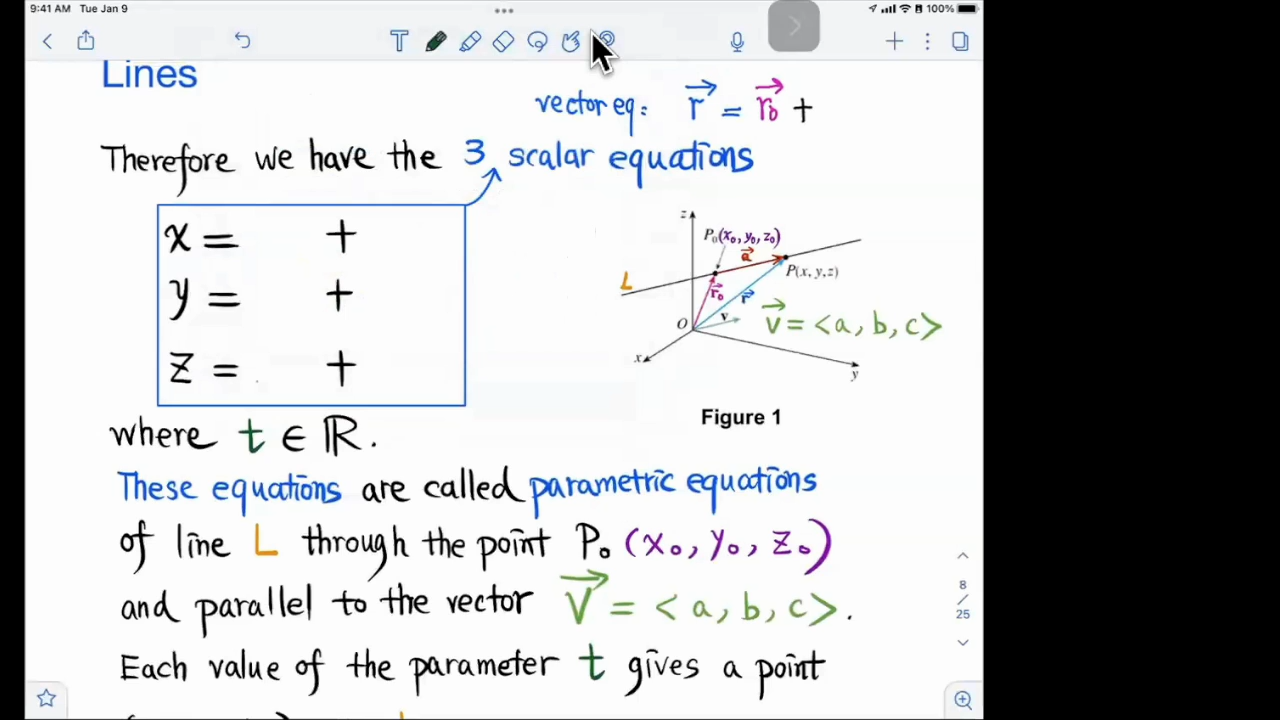 9:41 AM Tue Jan 9
100%
Lines
vector eq: r = r₀ +
Therefore we have the 3 scalar equations
x = +
y = +
z = +
z
P₀(x₀, y₀, z₀)
a
L
P(x, y, z)
r₀
r
v
O
v = <a, b, c>
x
y
Figure 1
where t ∈ ℝ.
These equations are called parametric equations
of line L through the point P₀ (x₀, y₀, z₀)
and parallel to the vector V = <a, b, c>.
Each value of the parameter t gives a point
8
/
25